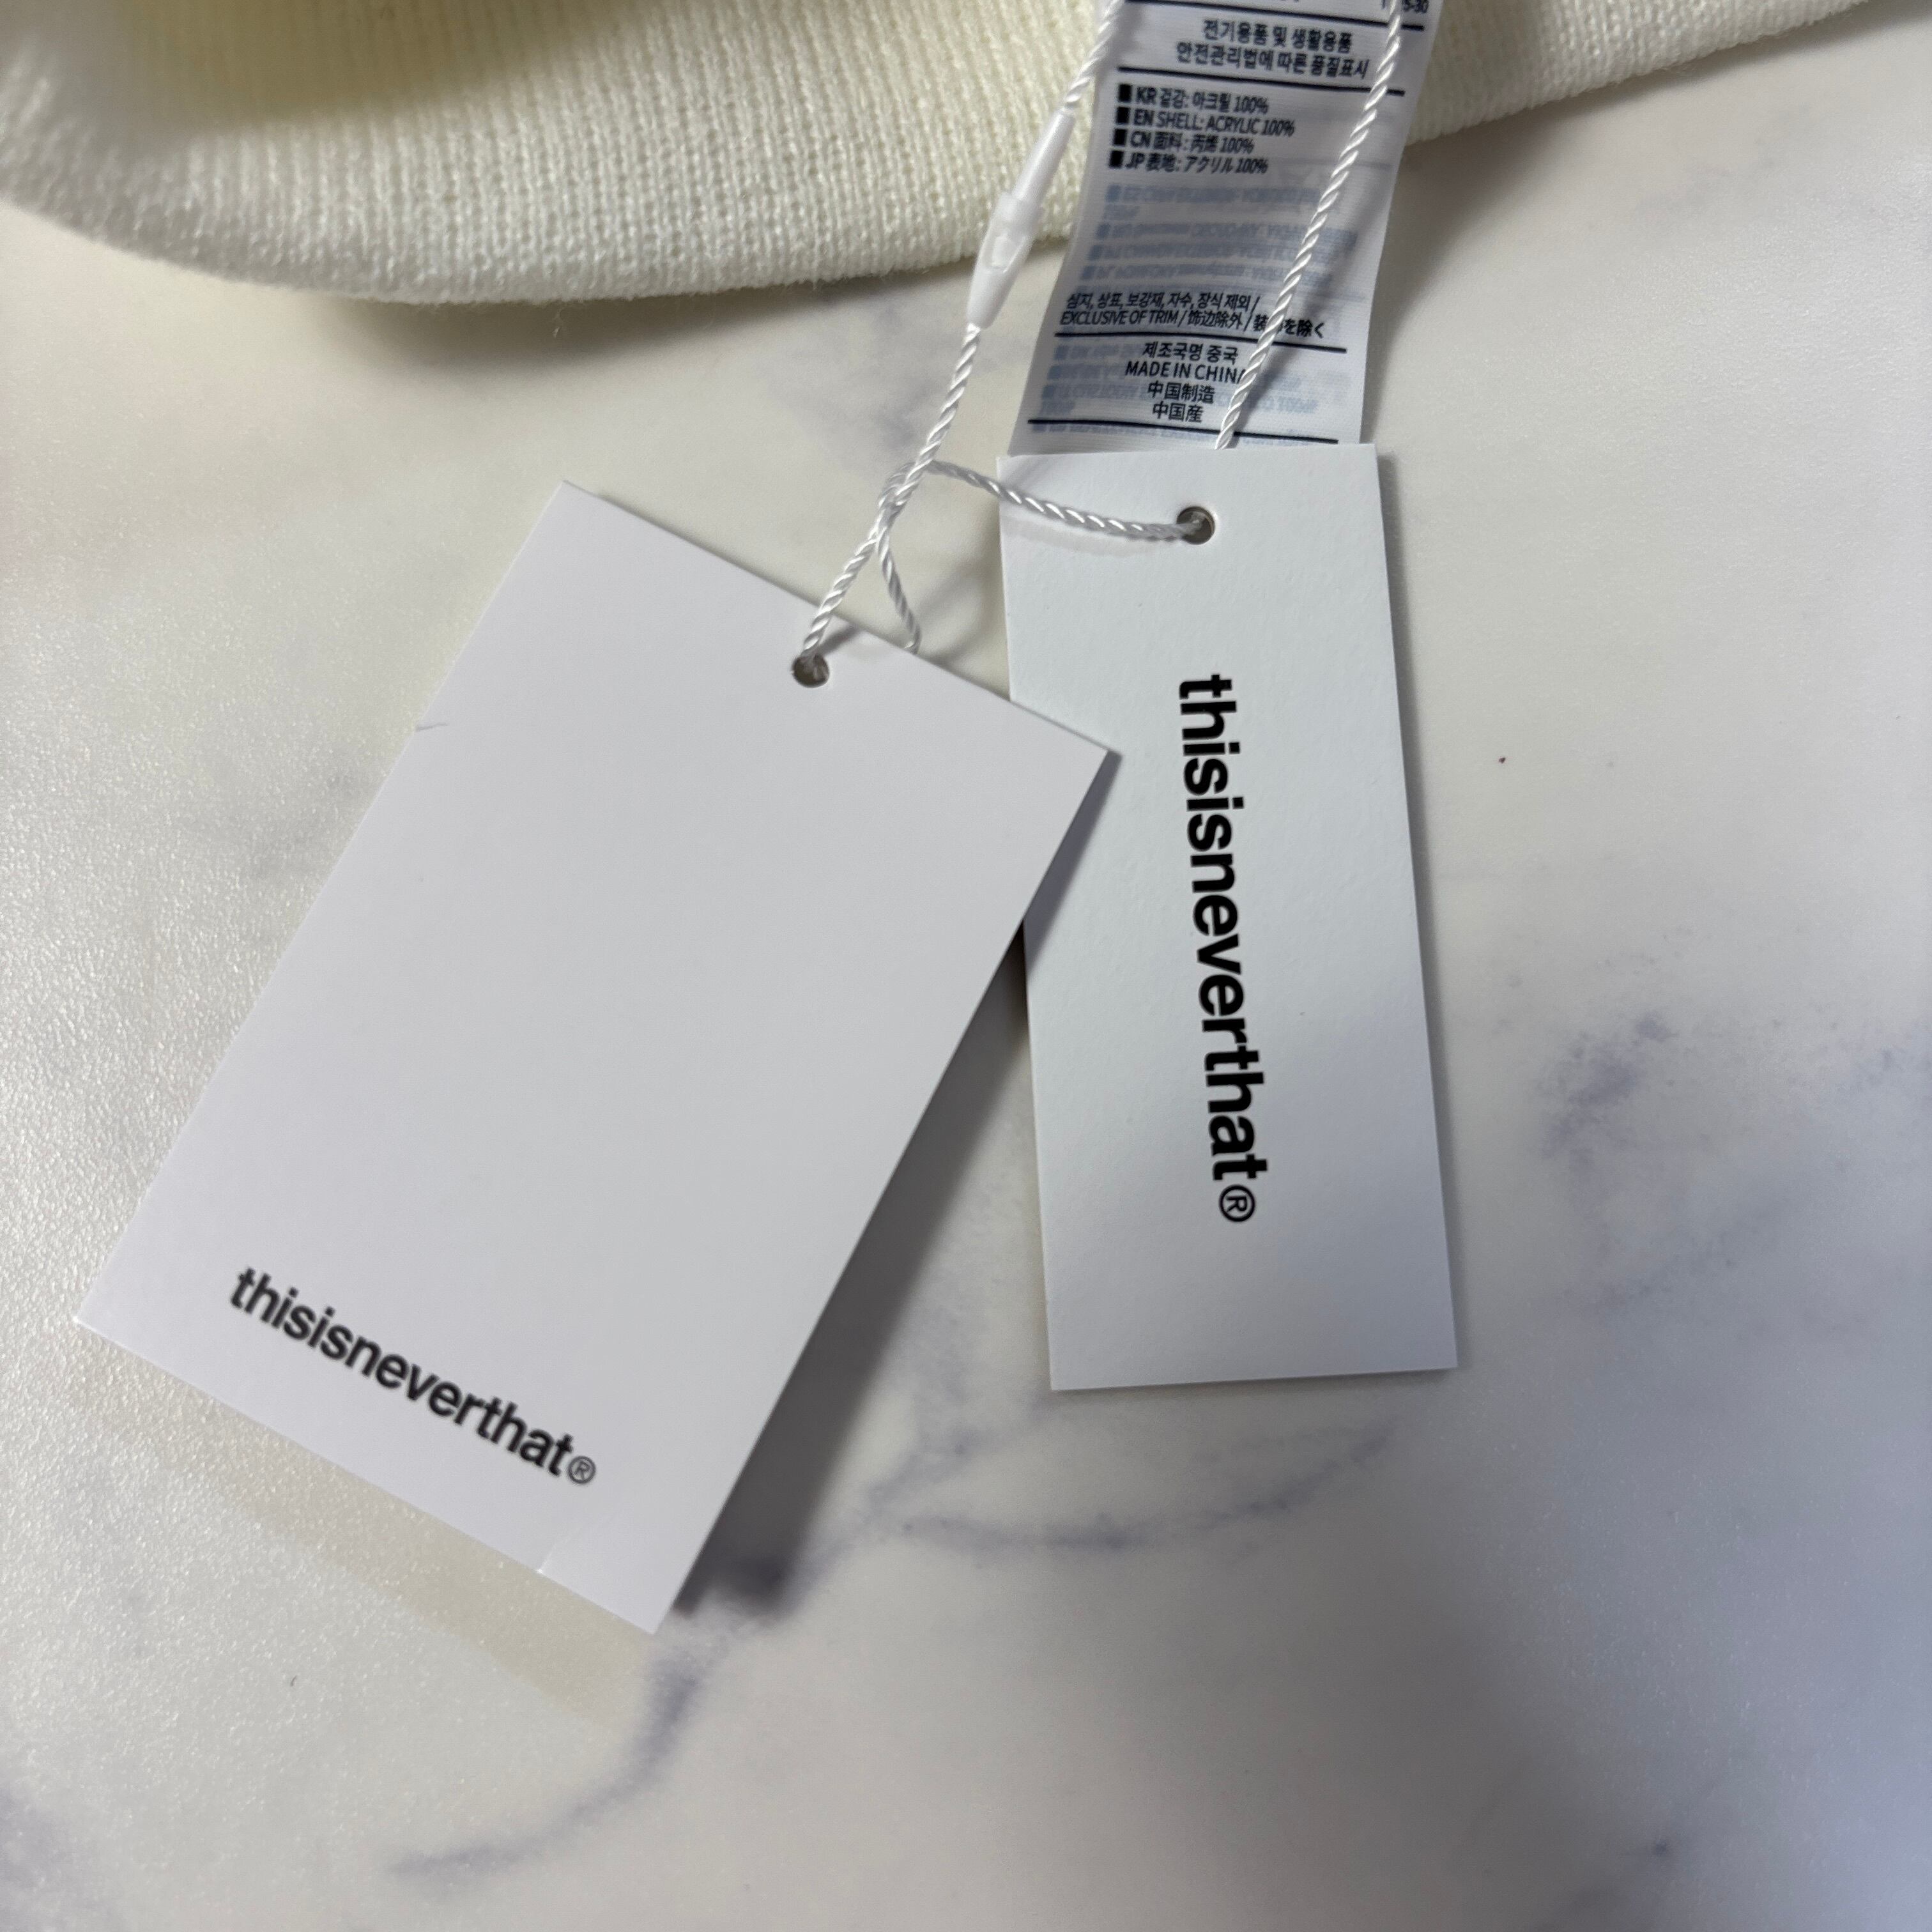 전기용품 및 생활용품
안전관리법에 따른 품질표시
KR 겉감: 아크릴 100%
EN SHELL: ACRYLIC 100%
CN 面料: 丙烯 100%
JP 表地: アクリル 100%
심지, 상표, 보강재, 자수, 장식 제외 /
EXCLUSIVE OF TRIM / 饰边除外 / 装 を除く
제조국명 중국
MADE IN CHINA
中国制造
中国産
thisisneverthat®
thisisneverthat®